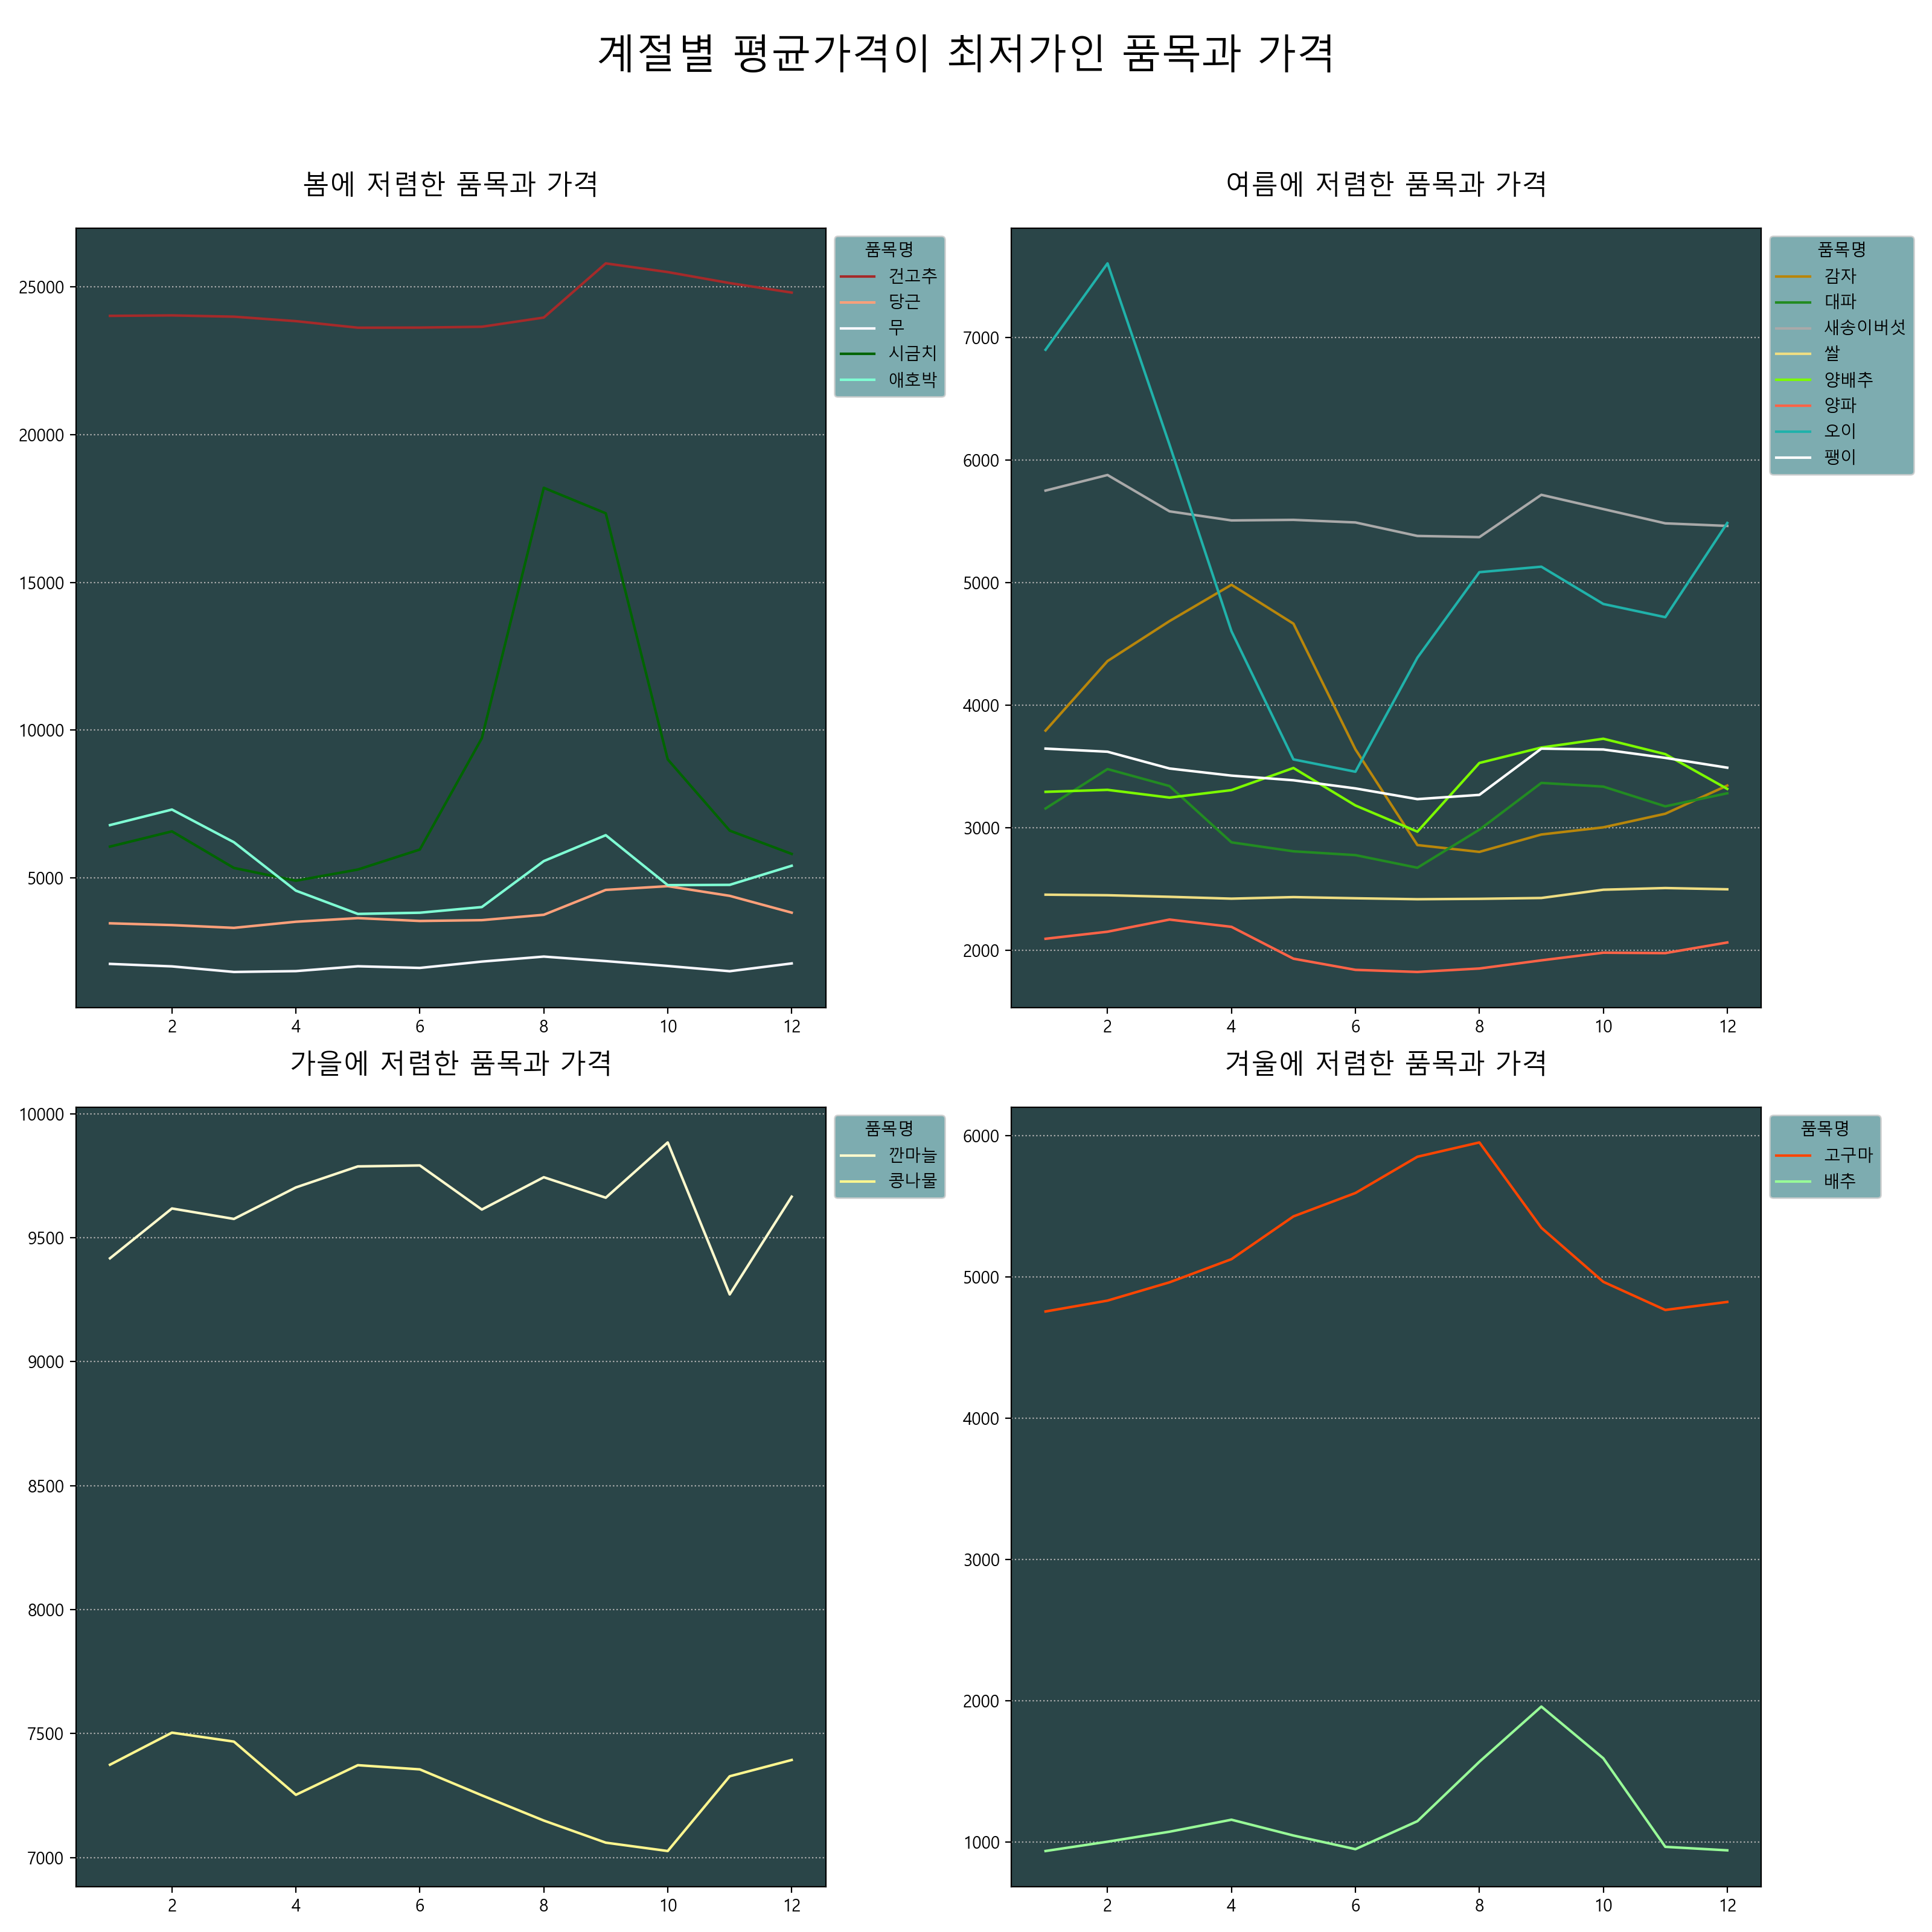 계절별 평균가격이 최저가인 품목과 가격
봄에 저렴한 품목과 가격
25000
20000
15000
10000
5000
2 4 6 8 10 12
품목명
건고추
당근
무
시금치
애호박
여름에 저렴한 품목과 가격
7000
6000
5000
4000
3000
2000
2 4 6 8 10 12
품목명
감자
대파
새송이버섯
쌀
양배추
양파
오이
팽이
가을에 저렴한 품목과 가격
10000
9500
9000
8500
8000
7500
7000
2 4 6 8 10 12
품목명
깐마늘
콩나물
겨울에 저렴한 품목과 가격
6000
5000
4000
3000
2000
1000
2 4 6 8 10 12
품목명
고구마
배추